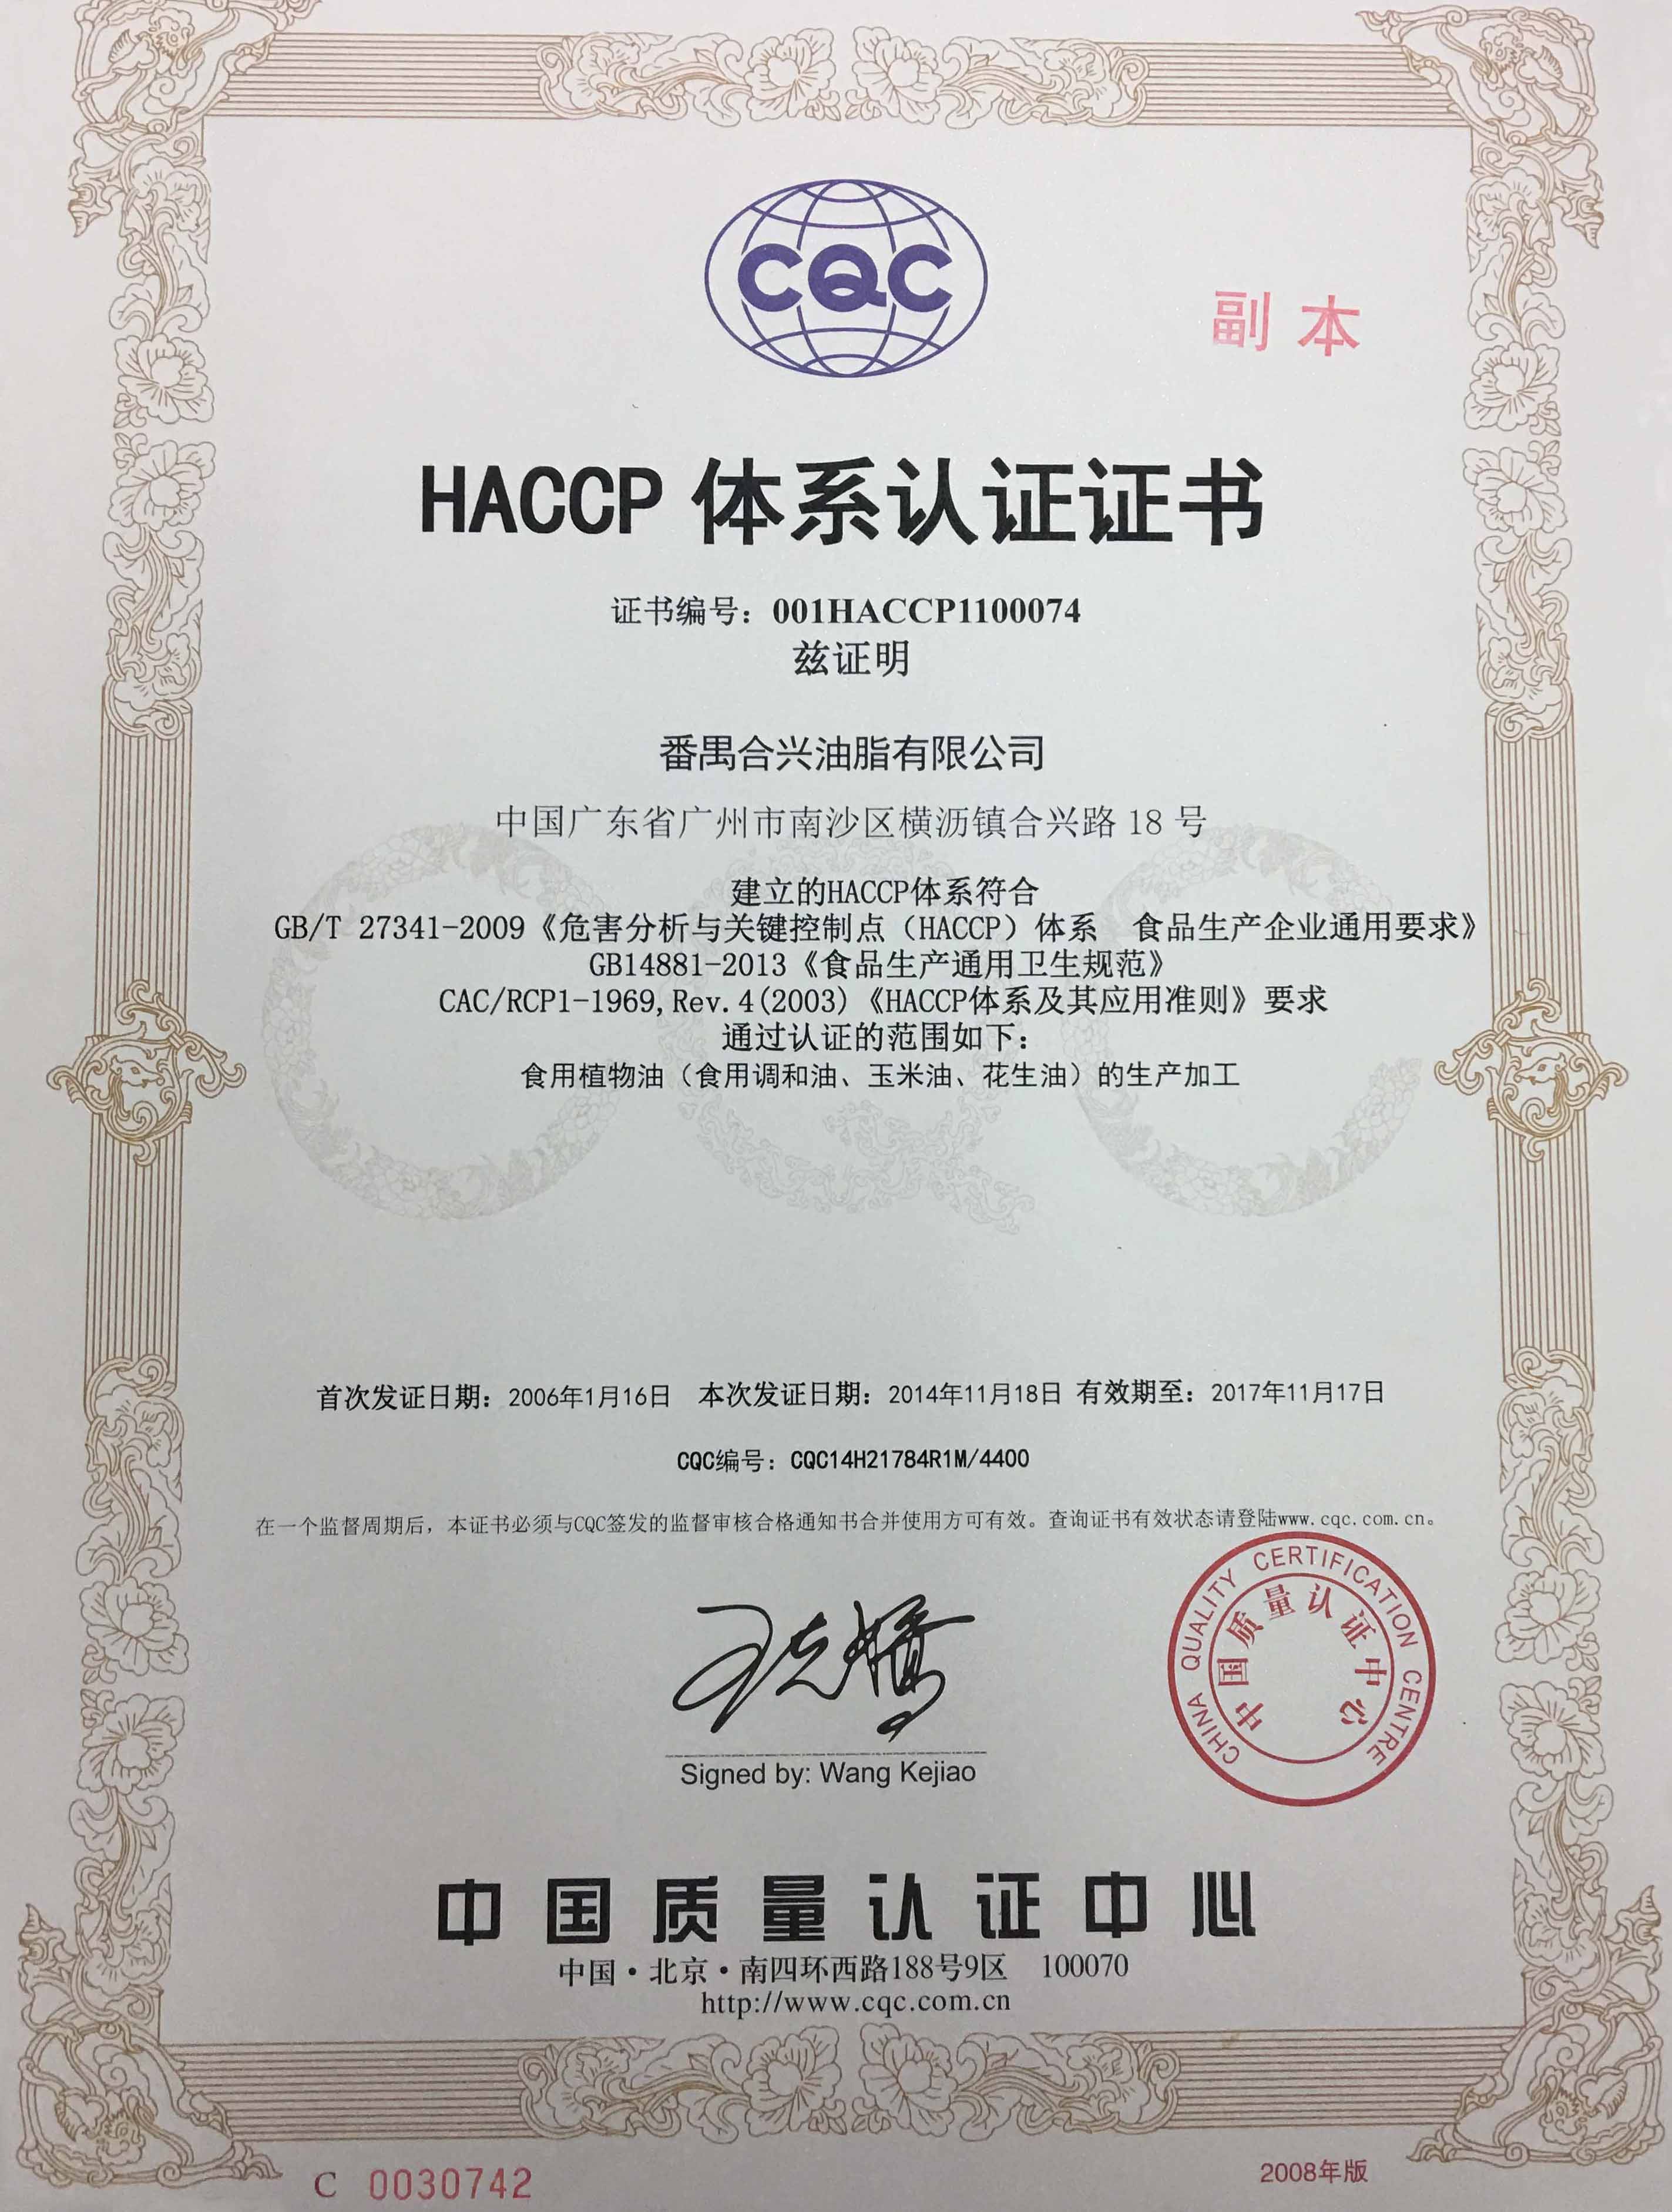 CQC
副本
HACCP 体系认证证书
证书编号：001HACCP1100074
兹证明
番禺合兴油脂有限公司
中国广东省广州市南沙区横沥镇合兴路 18 号
建立的HACCP体系符合
GB/T 27341-2009《危害分析与关键控制点（HACCP）体系　食品生产企业通用要求》
GB14881-2013《食品生产通用卫生规范》
CAC/RCP1-1969, Rev. 4(2003)《HACCP体系及其应用准则》要求
通过认证的范围如下：
食用植物油（食用调和油、玉米油、花生油）的生产加工
首次发证日期：2006年1月16日 本次发证日期：2014年11月18日 有效期至：2017年11月17日
CQC编号：CQC14H21784R1M/4400
在一个监督周期后，本证书必须与CQC签发的监督审核合格通知书合并使用方可有效。查询证书有效状态请登陆www.cqc.com.cn。
CHINA QUALITY CERTIFICATION CENTRE
中国质量认证中心
Signed by: Wang Kejiao
中国质量认证中心
中国·北京·南四环西路188号9区 100070
http://www.cqc.com.cn
C 0030742
2008年版